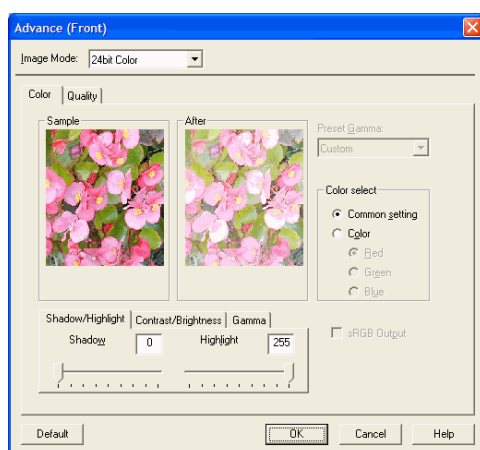 Advance (Front)
Image Mode: 24bit Color
Color Quality
Sample After
Preset Gamma:
Custom
Color select
Common setting
Color
Red
Green
Blue
Shadow/Highlight Contrast/Brightness Gamma
Shadow 0 Highlight 255
sRGB Output
Default OK Cancel Help